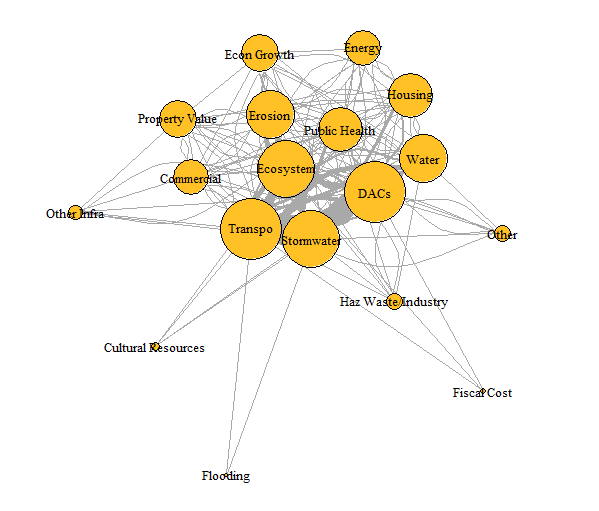 Energy
Econ Growth
Housing
Erosion
Property Value
Public Health
Water
Ecosystem
Commercial
DACs
Other Infra
Transpo
Other
Stormwater
Haz Waste Industry
Cultural Resources
Fiscal Cost
Flooding